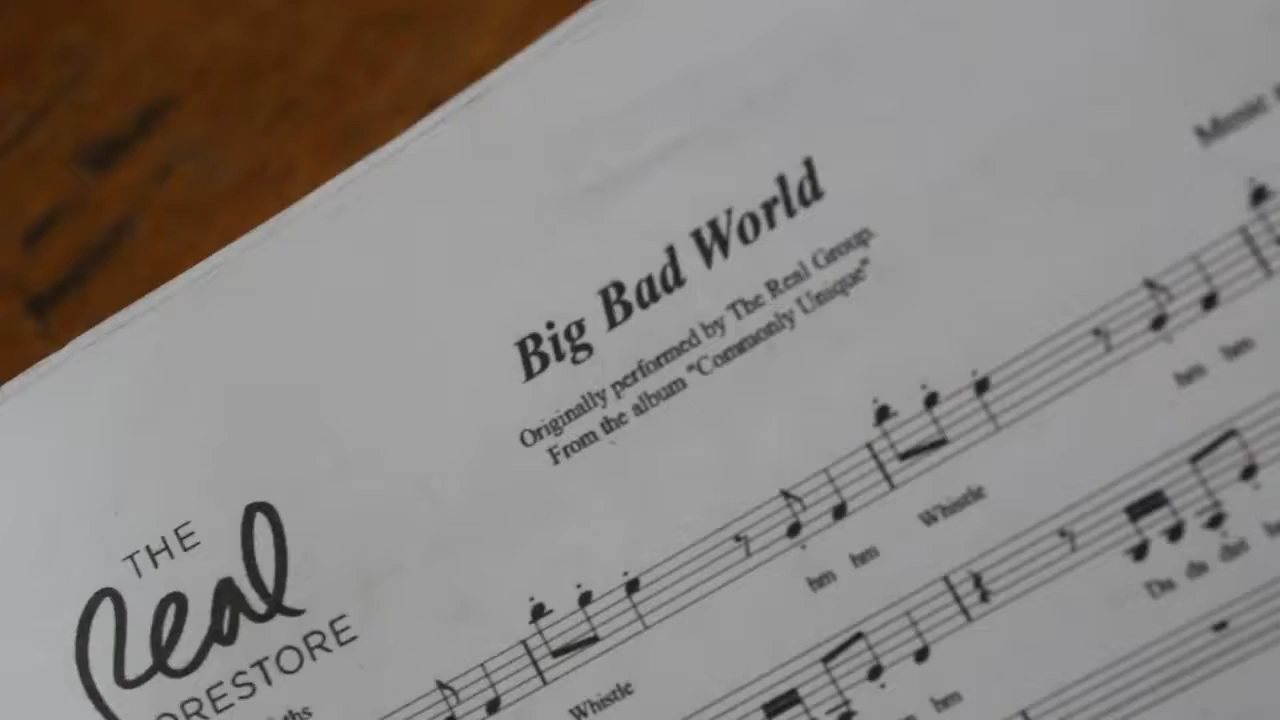 Big Bad World
Originally performed by The Real Group.
From the album "Commonly Unique"
THE
Real
ORESTORE
hm hm
Whistle
hm hm
Whistle
hm